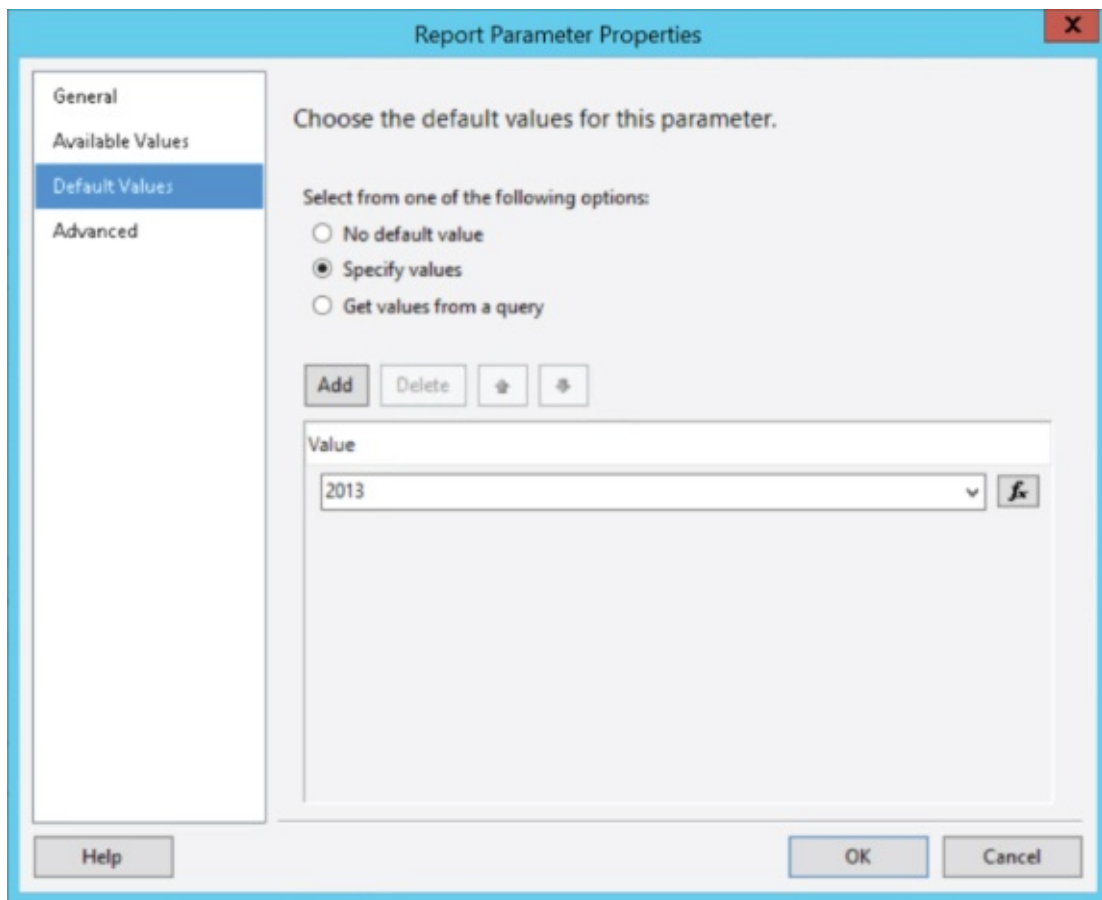 Report Parameter Properties
X
General
Available Values
Default Values
Advanced
Choose the default values for this parameter.
Select from one of the following options:
No default value
Specify values
Get values from a query
Add
Delete
Value
2013
fx
Help
OK
Cancel